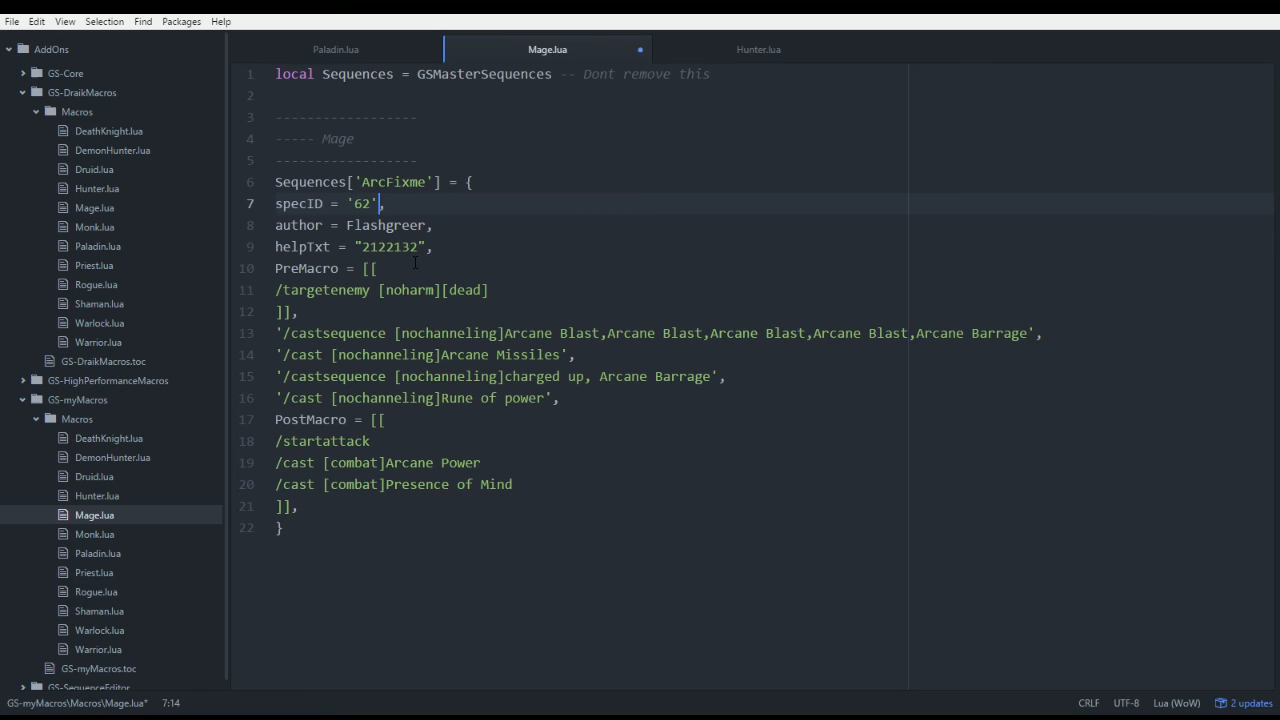 File Edit View Selection Find Packages Help
AddOns
GS-Core
GS-DraikMacros
Macros
DeathKnight.lua
DemonHunter.lua
Druid.lua
Hunter.lua
Mage.lua
Monk.lua
Paladin.lua
Priest.lua
Rogue.lua
Shaman.lua
Warlock.lua
Warrior.lua
GS-DraikMacros.toc
GS-HighPerformanceMacros
GS-myMacros
Macros
DeathKnight.lua
DemonHunter.lua
Druid.lua
Hunter.lua
Mage.lua
Monk.lua
Paladin.lua
Priest.lua
Rogue.lua
Shaman.lua
Warlock.lua
Warrior.lua
GS-myMacros.toc
GS-SequenceEditor
Paladin.lua Mage.lua Hunter.lua
1 local Sequences = GSMasterSequences -- Dont remove this
2
3 ------------------
4 ----- Mage
5 ------------------
6 Sequences['ArcFixme'] = {
7 specID = '62',
8 author = Flashgreer,
9 helpTxt = "2122132",
10 PreMacro = [[
11 /targetenemy [noharm][dead]
12 ]],
13 '/castsequence [nochanneling]Arcane Blast,Arcane Blast,Arcane Blast,Arcane Blast,Arcane Barrage',
14 '/cast [nochanneling]Arcane Missiles',
15 '/castsequence [nochanneling]charged up, Arcane Barrage',
16 '/cast [nochanneling]Rune of power',
17 PostMacro = [[
18 /startattack
19 /cast [combat]Arcane Power
20 /cast [combat]Presence of Mind
21 ]],
22 }
GS-myMacros\Macros\Mage.lua* 7:14 CRLF UTF-8 Lua (WoW) 2 updates